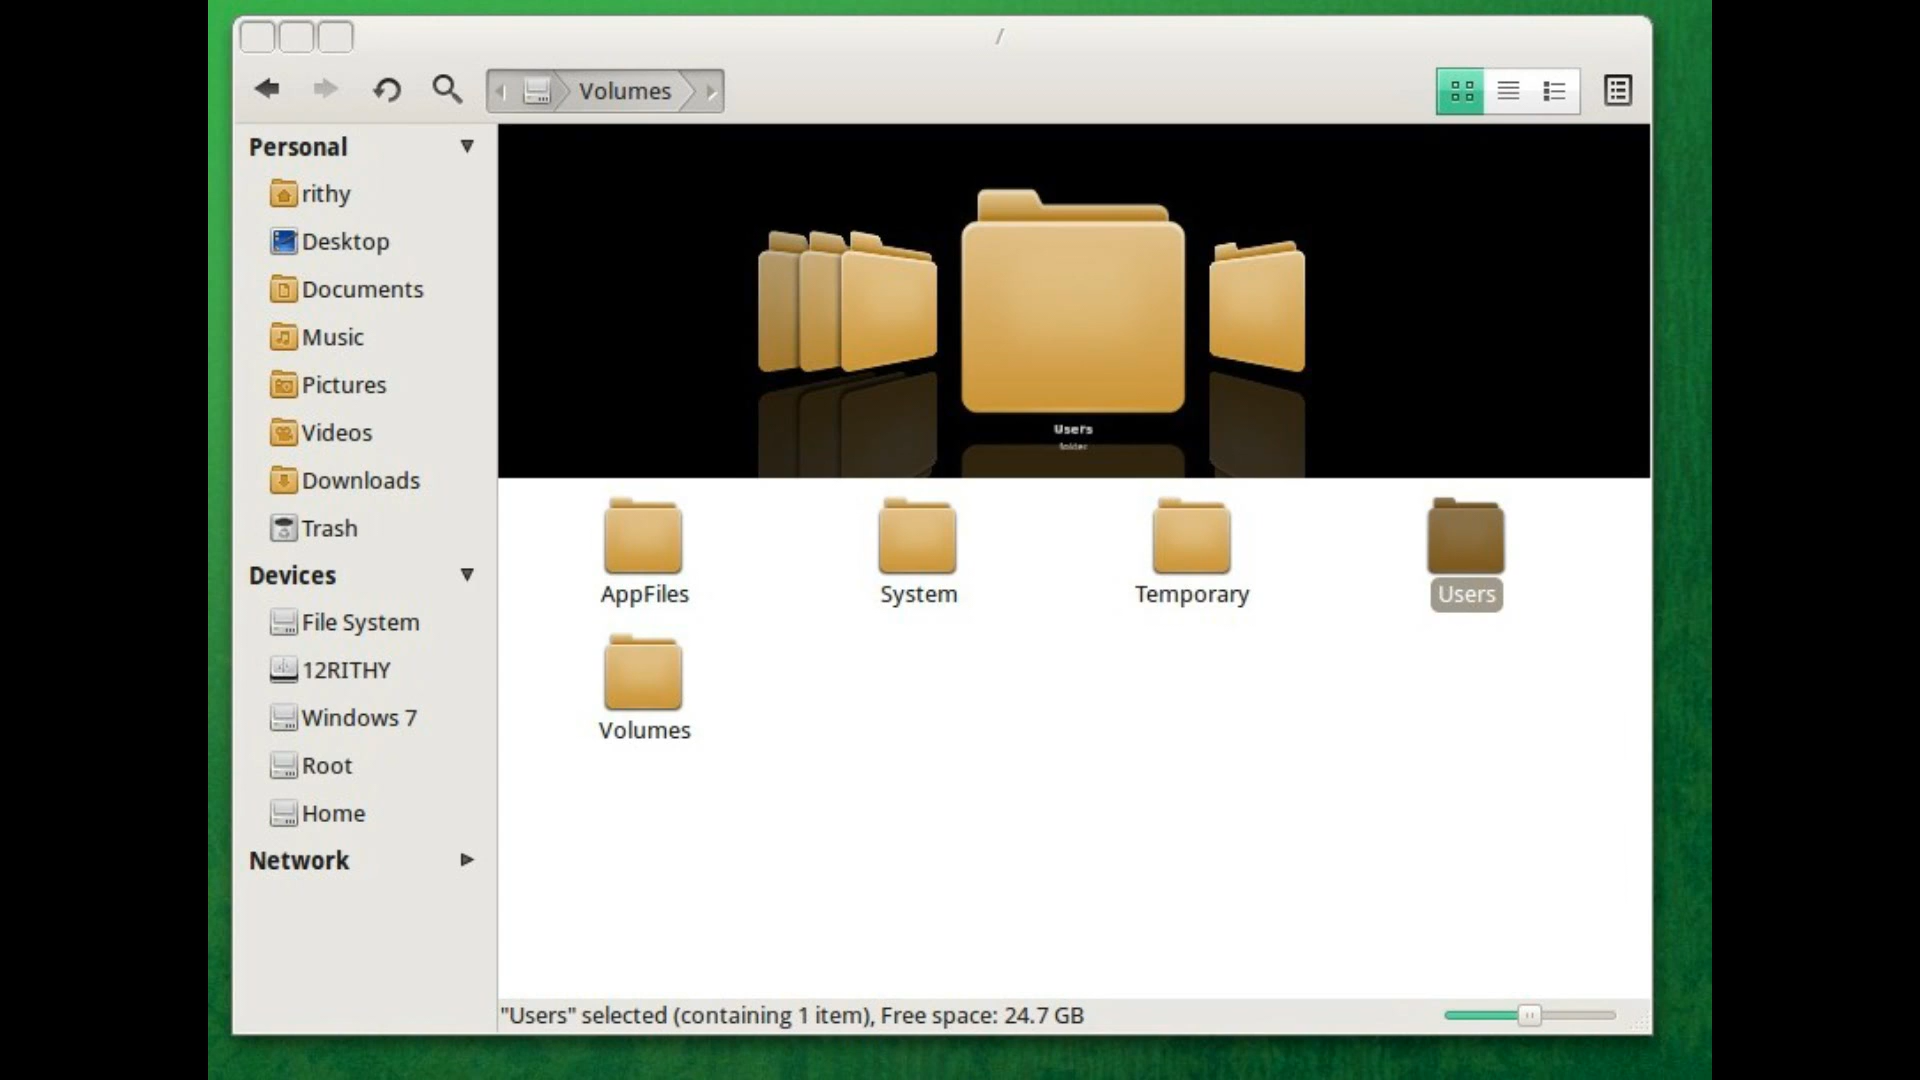 /
Volumes
Personal
rithy
Desktop
Documents
Music
Pictures
Videos
Downloads
Trash
Devices
File System
12RITHY
Windows 7
Root
Home
Network
Users
folder
AppFiles
System
Temporary
Users
Volumes
"Users" selected (containing 1 item), Free space: 24.7 GB